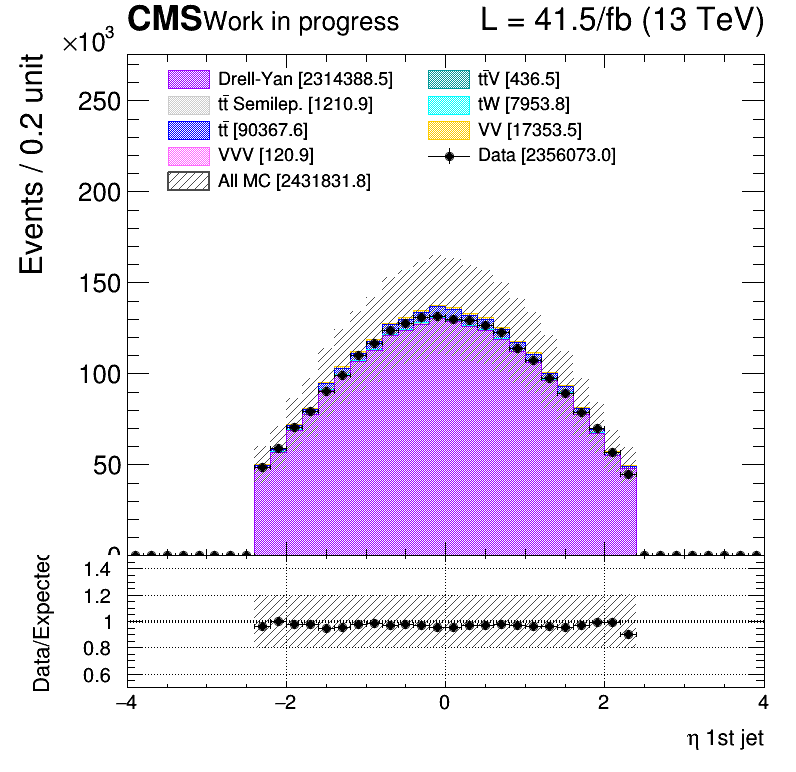 CMS Work in progress L = 41.5/fb (13 TeV)
×10³
Events / 0.2 unit
Drell-Yan [2314388.5]
tt̄ Semilep. [1210.9]
tt̄ [90367.6]
VVV [120.9]
All MC [2431831.8]
tt̄V [436.5]
tW [7953.8]
VV [17353.5]
Data [2356073.0]
250
200
150
100
50
0
Data/Expected
1.4
1.2
1
0.8
0.6
−4 −2 0 2 4
η 1st jet